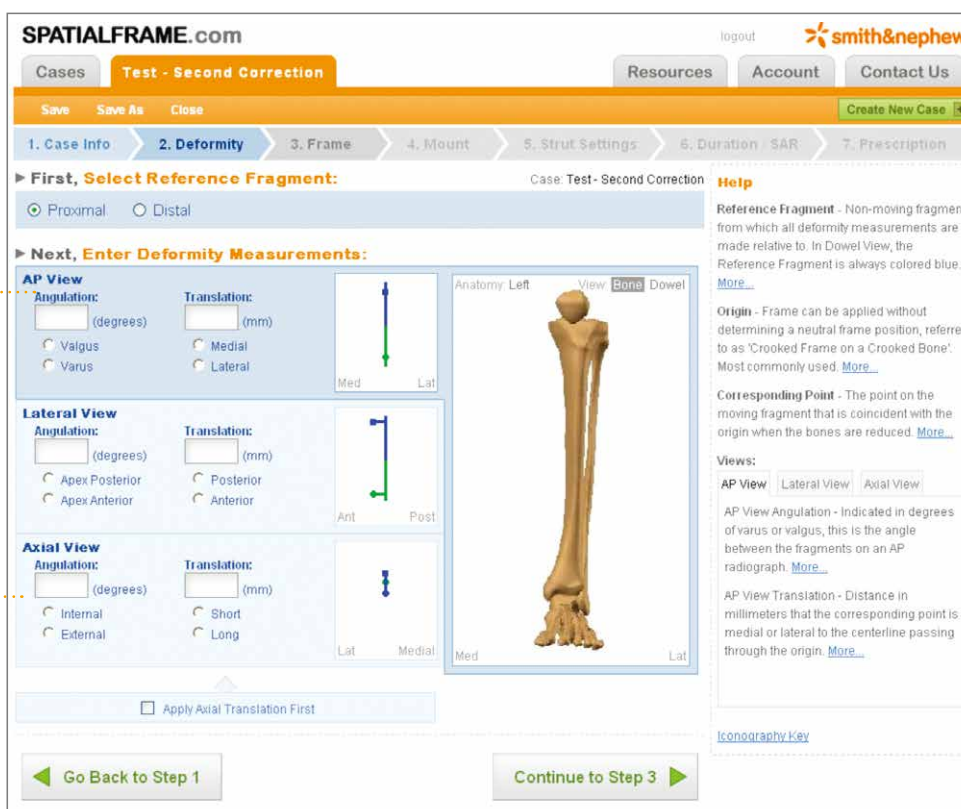 SPATIALFRAME.com
logout
smith&nephew
Cases
Test - Second Correction
Resources
Account
Contact Us
Save
Save As
Close
Create New Case
1. Case Info
2. Deformity
3. Frame
4. Mount
5. Strut Settings
6. Duration / SAR
7. Prescription
First, Select Reference Fragment:
Case: Test - Second Correction
Proximal
Distal
Next, Enter Deformity Measurements:
AP View
Angulation:
Translation:
(degrees)
(mm)
Valgus
Medial
Varus
Lateral
Med
Lat
Lateral View
Angulation:
Translation:
(degrees)
(mm)
Apex Posterior
Posterior
Apex Anterior
Anterior
Ant
Post
Axial View
Angulation:
Translation:
(degrees)
(mm)
Internal
Short
External
Long
Lat
Medial
Apply Axial Translation First
Anatomy: Left
View: Bone Dowel
Med
Lat
Help
Reference Fragment - Non-moving fragmen
from which all deformity measurements are
made relative to. In Dowel View, the
Reference Fragment is always colored blue.
More...
Origin - Frame can be applied without
determining a neutral frame position, referre
to as 'Crooked Frame on a Crooked Bone'.
Most commonly used. More...
Corresponding Point - The point on the
moving fragment that is coincident with the
origin when the bones are reduced. More...
Views:
AP View
Lateral View
Axial View
AP View Angulation - Indicated in degrees
of varus or valgus, this is the angle
between the fragments on an AP
radiograph. More...
AP View Translation - Distance in
millimeters that the corresponding point is
medial or lateral to the centerline passing
through the origin. More...
Iconography Key
Go Back to Step 1
Continue to Step 3